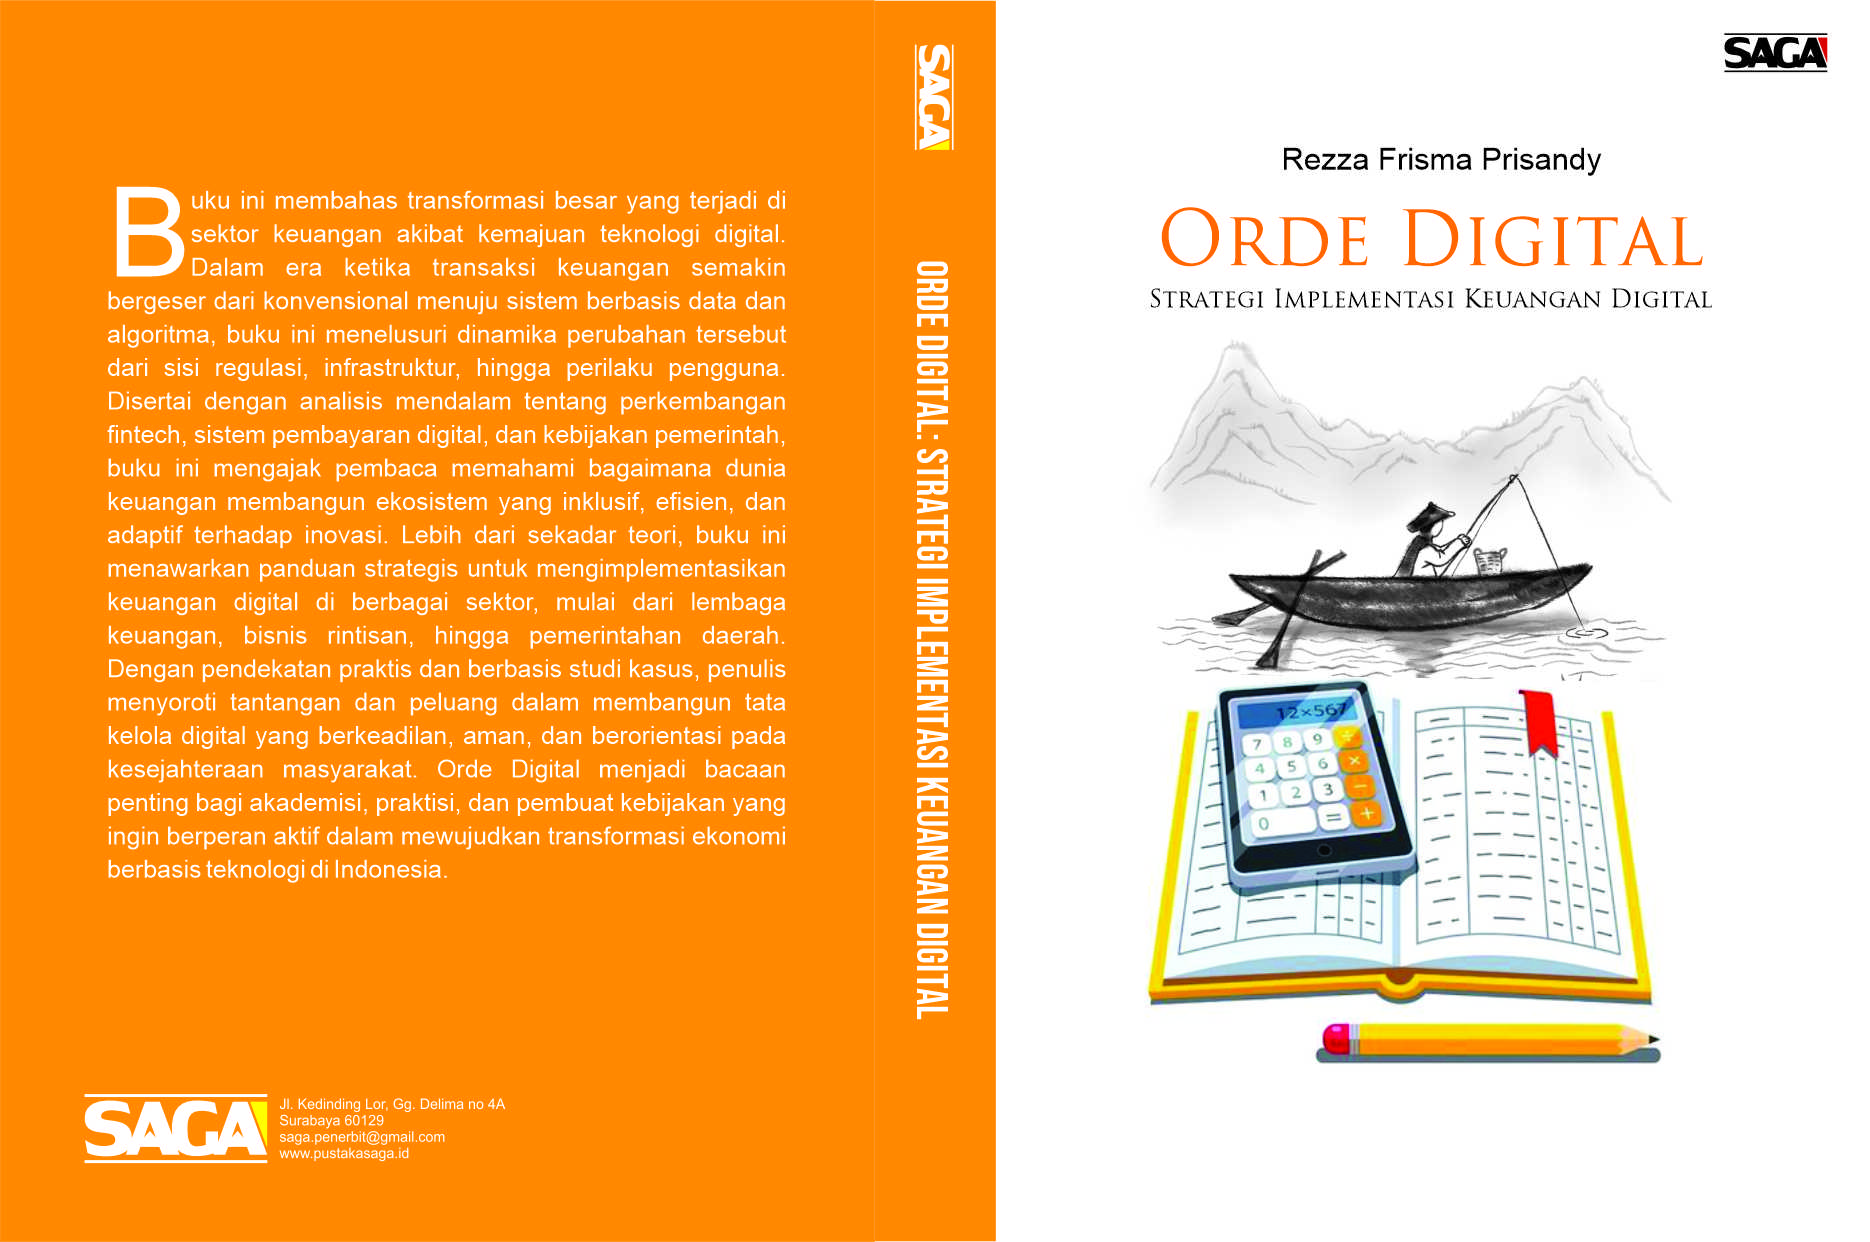 Buku ini membahas transformasi besar yang terjadi di
sektor keuangan akibat kemajuan teknologi digital.
Dalam era ketika transaksi keuangan semakin
bergeser dari konvensional menuju sistem berbasis data dan
algoritma, buku ini menelusuri dinamika perubahan tersebut
dari sisi regulasi, infrastruktur, hingga perilaku pengguna.
Disertai dengan analisis mendalam tentang perkembangan
fintech, sistem pembayaran digital, dan kebijakan pemerintah,
buku ini mengajak pembaca memahami bagaimana dunia
keuangan membangun ekosistem yang inklusif, efisien, dan
adaptif terhadap inovasi. Lebih dari sekadar teori, buku ini
menawarkan panduan strategis untuk mengimplementasikan
keuangan digital di berbagai sektor, mulai dari lembaga
keuangan, bisnis rintisan, hingga pemerintahan daerah.
Dengan pendekatan praktis dan berbasis studi kasus, penulis
menyoroti tantangan dan peluang dalam membangun tata
kelola digital yang berkeadilan, aman, dan berorientasi pada
kesejahteraan masyarakat. Orde Digital menjadi bacaan
penting bagi akademisi, praktisi, dan pembuat kebijakan yang
ingin berperan aktif dalam mewujudkan transformasi ekonomi
berbasis teknologi di Indonesia.
SAGA
Jl. Kedinding Lor, Gg. Delima no 4A
Surabaya 60129
saga.penerbit@gmail.com
www.pustakasaga.id
SAGA
ORDE DIGITAL: STRATEGI IMPLEMENTASI KEUANGAN DIGITAL
SAGA
Rezza Frisma Prisandy
ORDE DIGITAL
STRATEGI IMPLEMENTASI KEUANGAN DIGITAL
12×567
7 8 9 ÷
4 5 6 ×
1 2 3 −
0 = +